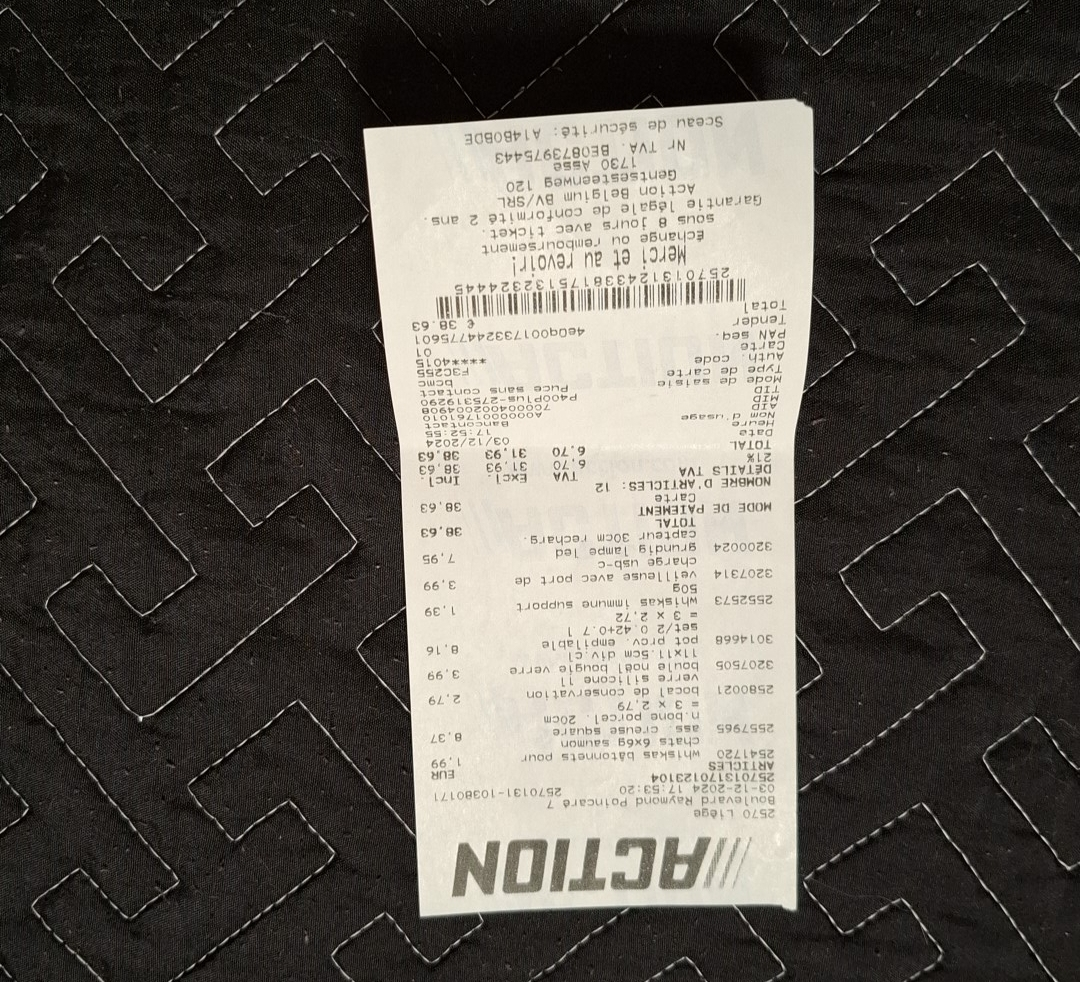 ///ACTION
2570 Liège
Boulevard Raymond Poincaré 7
03-12-2024 17:53:20 2570131-10380171
257013170123104
ARTICLES EUR
2541720 whiskas bâtonnets pour 1,99
chats 6x6g saumon
2557965 ass. creuse square 8,37
n.bone porcel. 20cm
= 3 x 2,79
2580021 bocal de conservation 2,79
verre silicone 1l
3207505 boule noël bougie verre 3,99
11x11.5cm div.cl
3014668 pot prov. empilable 8,16
set/2 0.42+0.7 l
= 3 x 2,72
2552573 whiskas immune support 1,39
50g
3207314 veilleuse avec port de 3,99
charge usb-c
3200024 grundig lampe led 7,95
capteur 30cm recharg.
TOTAL 38,63
MODE DE PAIEMENT
Carte 38,63
NOMBRE D'ARTICLES: 12
DÉTAILS TVA TVA Excl. Incl.
21% 6,70 31,93 38,63
TOTAL 6,70 31,93 38,63
Date 03/12/2024
Heure 17:52:55
Nom d'usage Bancontact
AID A0000001761010
MID 7C0004002004908
TID P400Plus-275319290
Mode de saisie Puce sans contact
Type de carte bcmc
Auth. code F3C255
Carte ****4015
PAN seq. 01
Tender 4eOq001733244775601
Total € 38.63
2570131243381751323244​45
Merci et au revoir!
Échange ou remboursement
sous 8 jours avec ticket.
Garantie légale de conformité 2 ans.
Action Belgium BV/SRL
Gentsesteenweg 120
1730 Asse
Nr TVA. BE0873975443
Sceau de sécurité: A14B0BDE